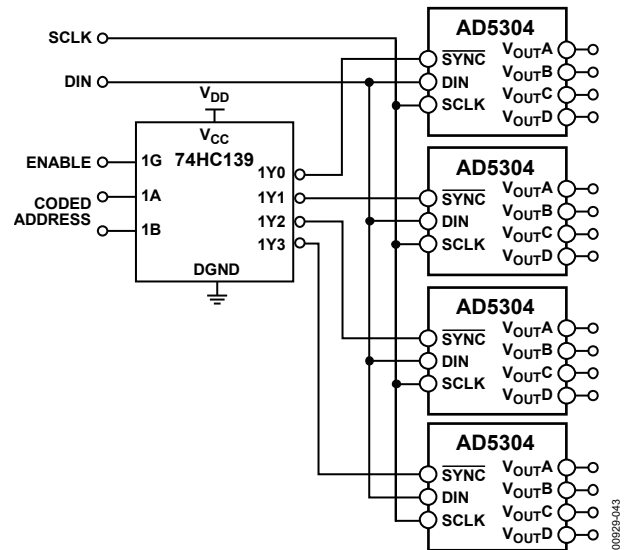 SCLK
DIN
VDD
VCC
ENABLE
1G
74HC139
1Y0
CODED
ADDRESS
1A
1Y1
1B
1Y2
1Y3
DGND
AD5304
SYNC
DIN
SCLK
VOUTA
VOUTB
VOUTC
VOUTD
AD5304
SYNC
DIN
SCLK
VOUTA
VOUTB
VOUTC
VOUTD
AD5304
SYNC
DIN
SCLK
VOUTA
VOUTB
VOUTC
VOUTD
AD5304
SYNC
DIN
SCLK
VOUTA
VOUTB
VOUTC
VOUTD
00929-043